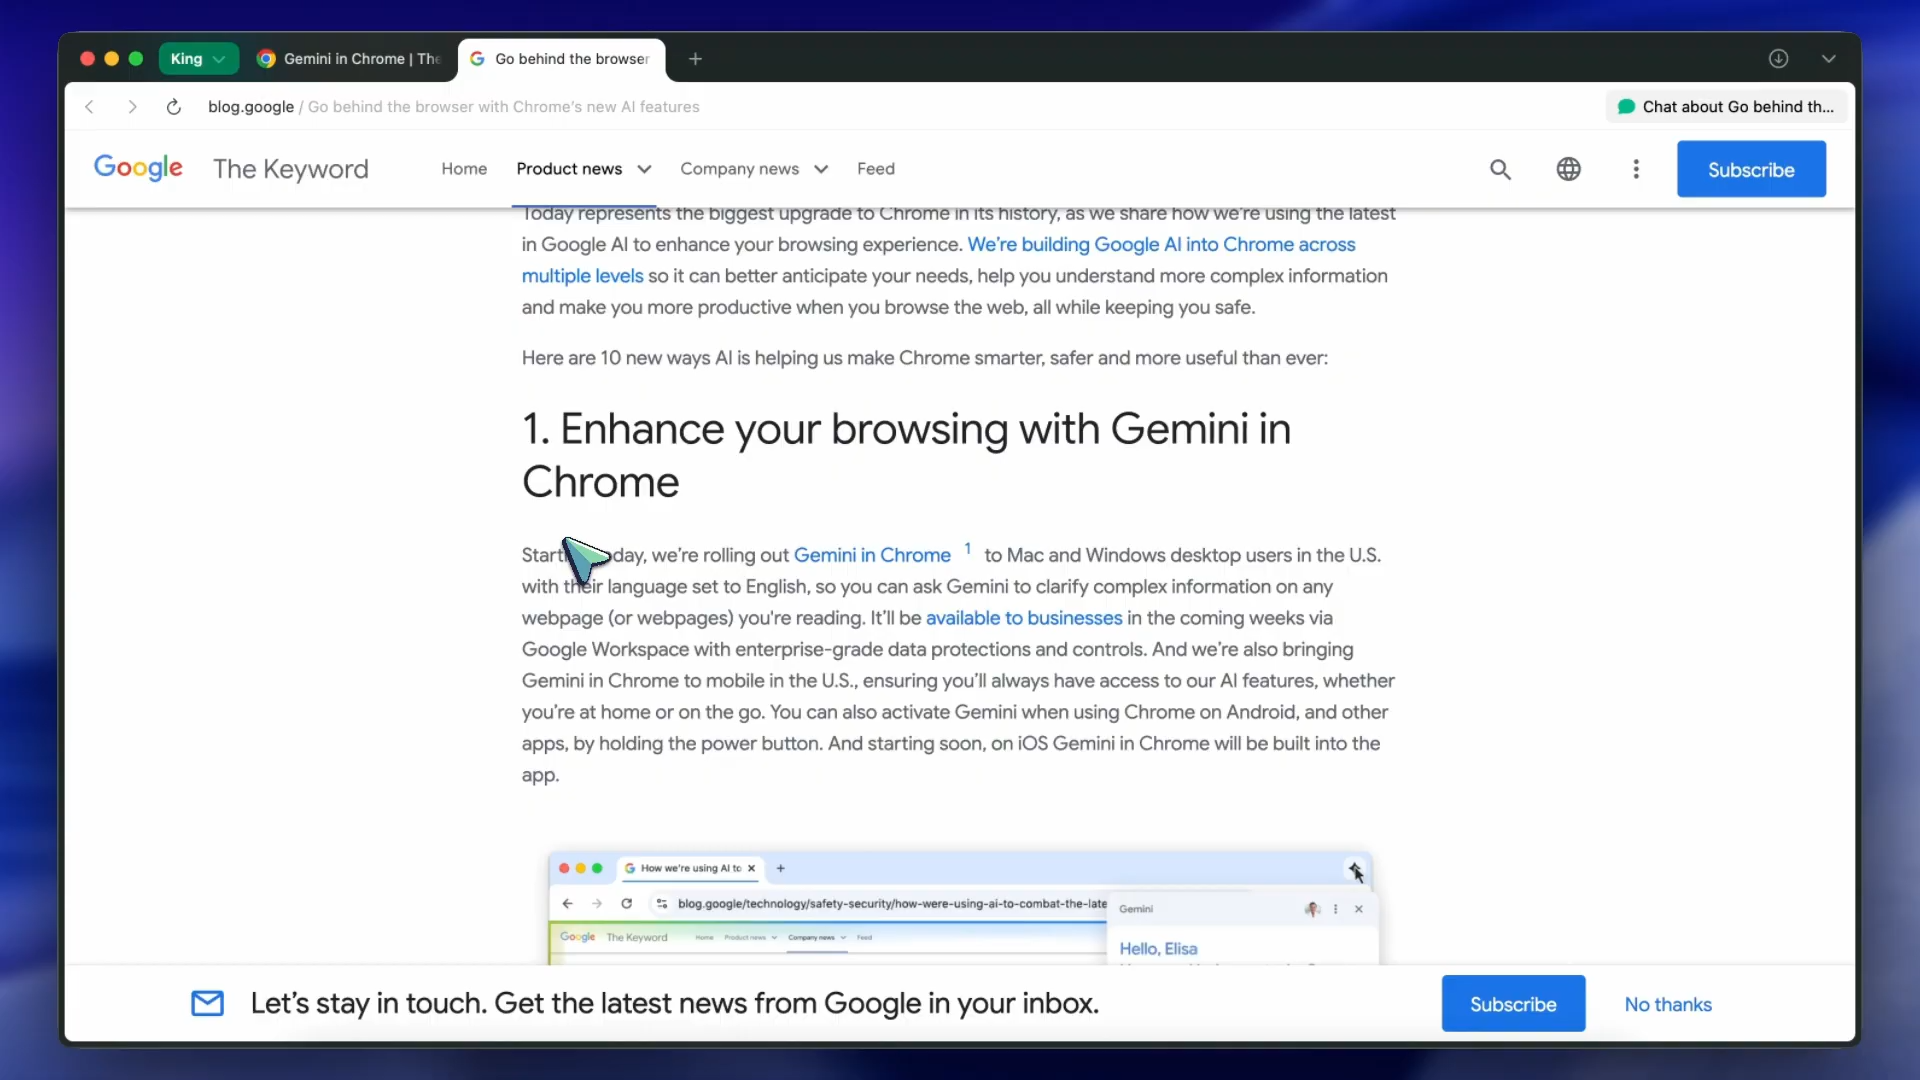 King
Gemini in Chrome | The
Go behind the browser
blog.google / Go behind the browser with Chrome's new AI features
Chat about Go behind th...
Google The Keyword
Home
Product news
Company news
Feed
Subscribe
Today represents the biggest upgrade to Chrome in its history, as we share how we're using the latest
in Google AI to enhance your browsing experience. We're building Google AI into Chrome across
multiple levels so it can better anticipate your needs, help you understand more complex information
and make you more productive when you browse the web, all while keeping you safe.
Here are 10 new ways AI is helping us make Chrome smarter, safer and more useful than ever:
1. Enhance your browsing with Gemini in
Chrome
Start day, we're rolling out Gemini in Chrome 1 to Mac and Windows desktop users in the U.S.
with their language set to English, so you can ask Gemini to clarify complex information on any
webpage (or webpages) you're reading. It'll be available to businesses in the coming weeks via
Google Workspace with enterprise-grade data protections and controls. And we're also bringing
Gemini in Chrome to mobile in the U.S., ensuring you'll always have access to our AI features, whether
you're at home or on the go. You can also activate Gemini when using Chrome on Android, and other
apps, by holding the power button. And starting soon, on iOS Gemini in Chrome will be built into the
app.
How we're using AI to
blog.google/technology/safety-security/how-were-using-ai-to-combat-the-late
Gemini
Google The Keyword
Home
Product news
Company news
Feed
Hello, Elisa
Let's stay in touch. Get the latest news from Google in your inbox.
Subscribe
No thanks